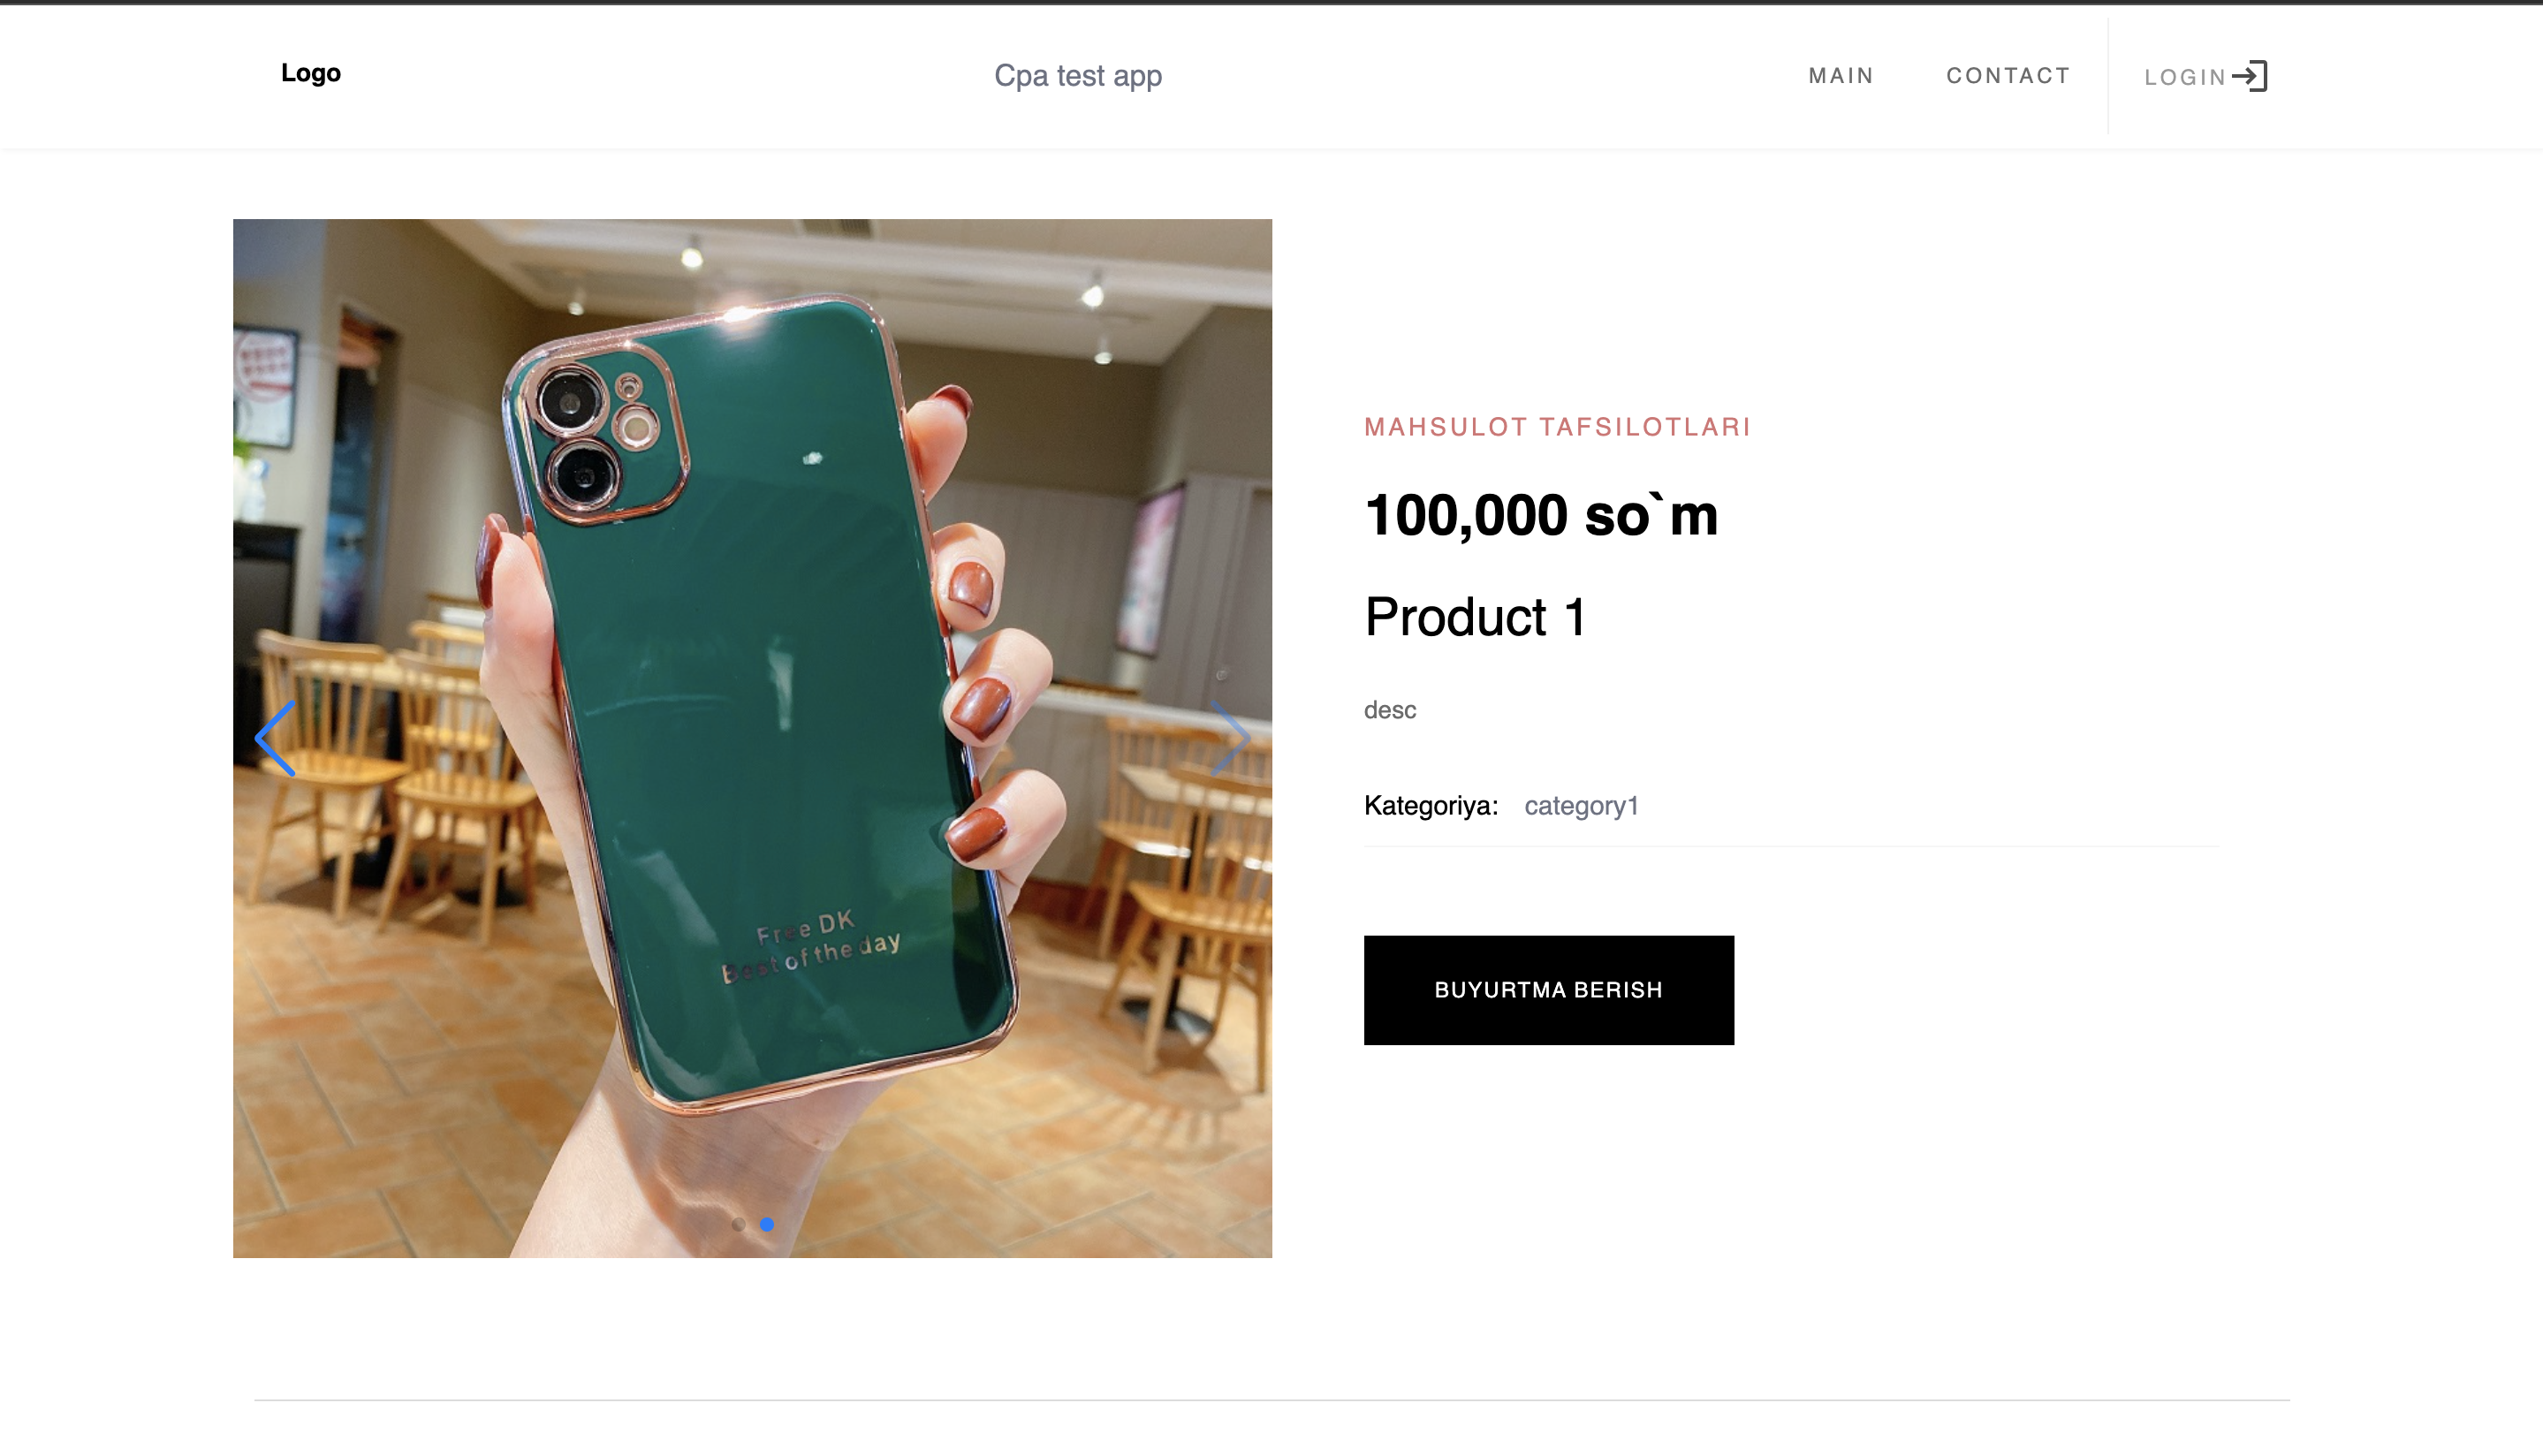 Logo
Cpa test app
MAIN
CONTACT
LOGIN
MAHSULOT TAFSILOTLARI
100,000 so`m
Product 1
desc
Kategoriya: category1
BUYURTMA BERISH
Free DK
Best of the day